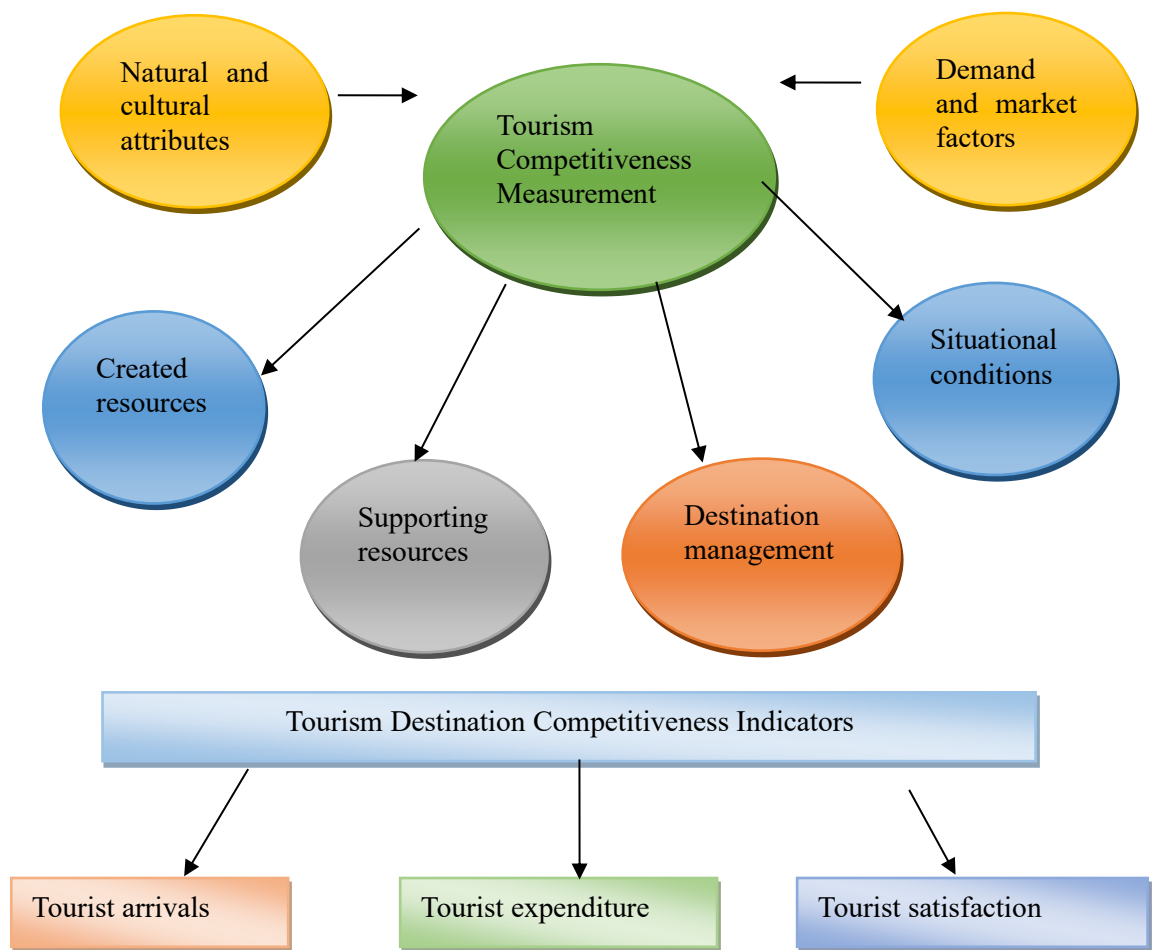 Natural and
cultural
attributes
Demand
and market
factors
Tourism
Competitiveness
Measurement
Created
resources
Situational
conditions
Supporting
resources
Destination
management
Tourism Destination Competitiveness Indicators
Tourist arrivals
Tourist expenditure
Tourist satisfaction